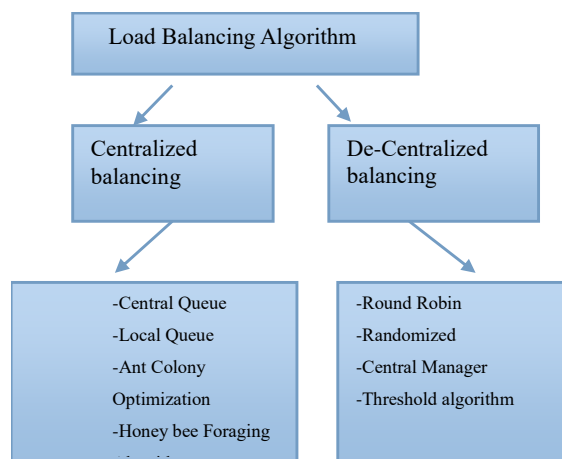 Load Balancing Algorithm
Centralized
balancing
De-Centralized
balancing
-Central Queue
-Local Queue
-Ant Colony
Optimization
-Honey bee Foraging
-Round Robin
-Randomized
-Central Manager
-Threshold algorithm